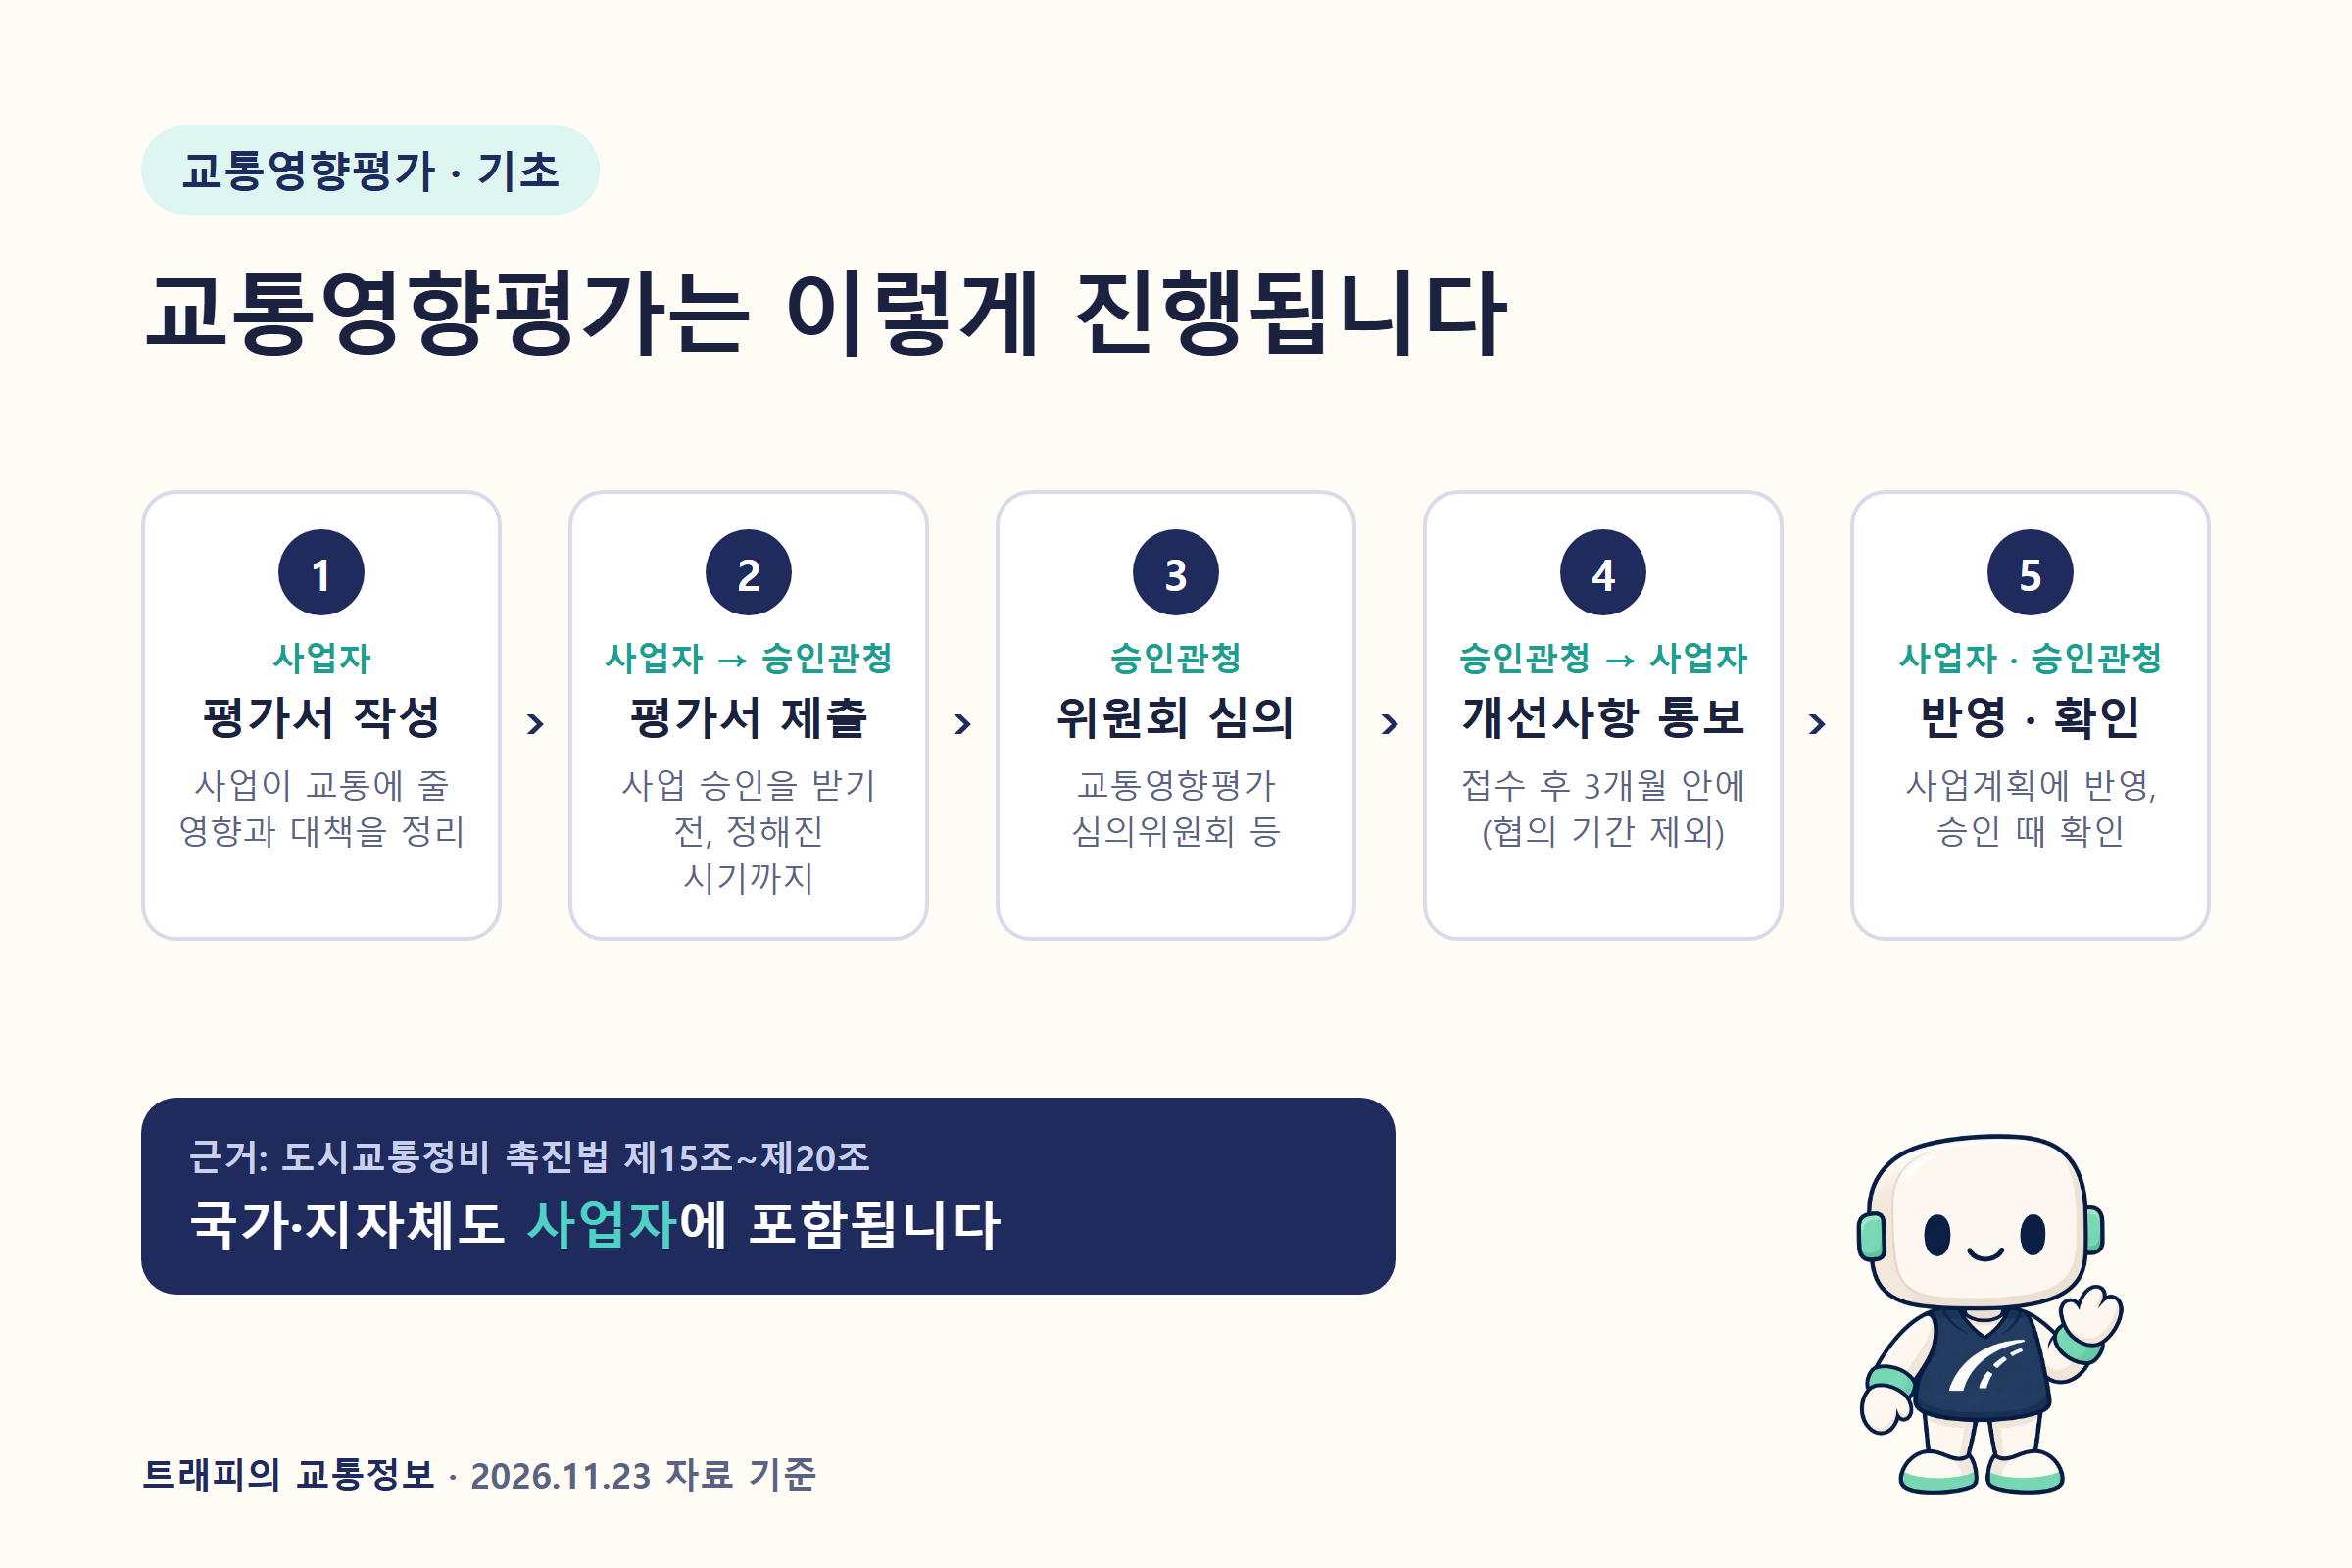 교통영향평가 · 기초
교통영향평가는 이렇게 진행됩니다
1
사업자
평가서 작성
사업이 교통에 줄
영향과 대책을 정리
›
2
사업자 → 승인관청
평가서 제출
사업 승인을 받기
전, 정해진
시기까지
›
3
승인관청
위원회 심의
교통영향평가
심의위원회 등
›
4
승인관청 → 사업자
개선사항 통보
접수 후 3개월 안에
(협의 기간 제외)
›
5
사업자 · 승인관청
반영 · 확인
사업계획에 반영,
승인 때 확인
근거: 도시교통정비 촉진법 제15조~제20조
국가·지자체도 사업자에 포함됩니다
트래피의 교통정보 · 2026.11.23 자료 기준